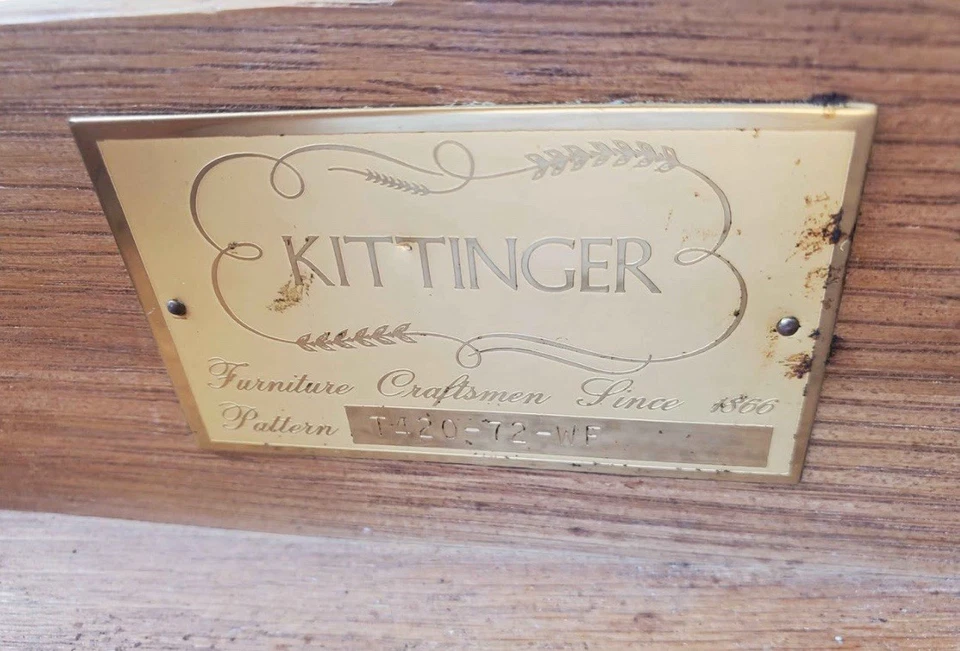 KITTINGER
Furniture Craftsmen Since 1866
Pattern T420-72-WF